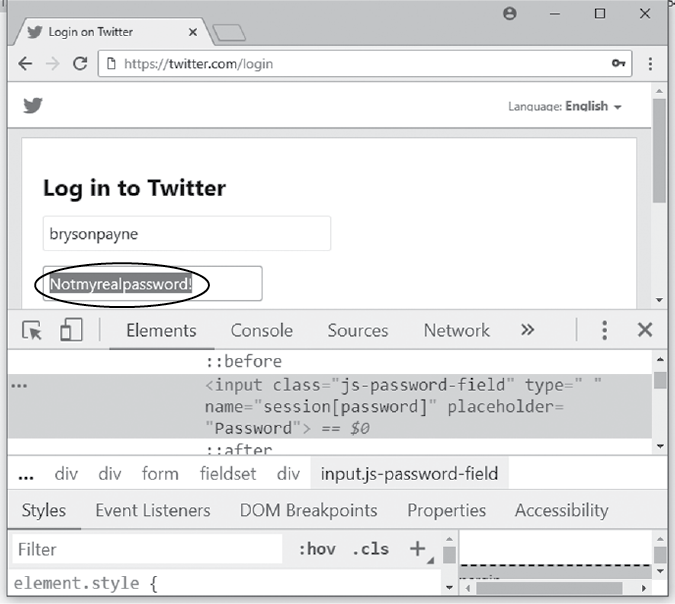 Login on Twitter
https://twitter.com/login
Language: English
Log in to Twitter
brysonpayne
Notmyrealpassword!
Elements Console Sources Network »
::before
... <input class="js-password-field" type=" "
name="session[password]" placeholder=
"Password"> == $0
::after
... div div form fieldset div input.js-password-field
Styles Event Listeners DOM Breakpoints Properties Accessibility
Filter :hov .cls +
element.style {